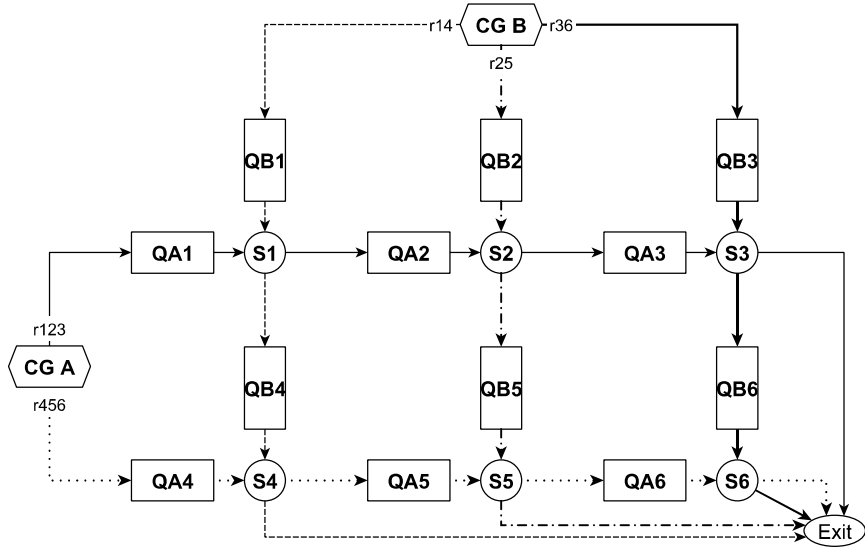 r14 CG B r36
r25
QB1 QB2 QB3
QA1 S1 QA2 S2 QA3 S3
r123
CG A
r456
QB4 QB5 QB6
QA4 S4 QA5 S5 QA6 S6
Exit